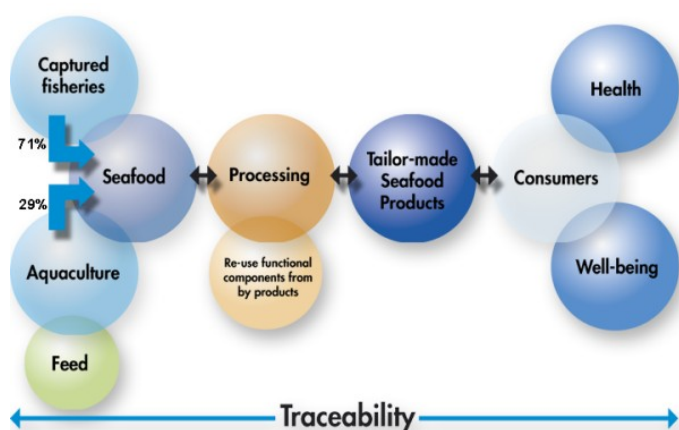 Captured
fisheries
71%
Seafood
29%
Aquaculture
Feed
Processing
Re-use functional
components from
by products
Tailor-made
Seafood
Products
Consumers
Health
Well-being
Traceability